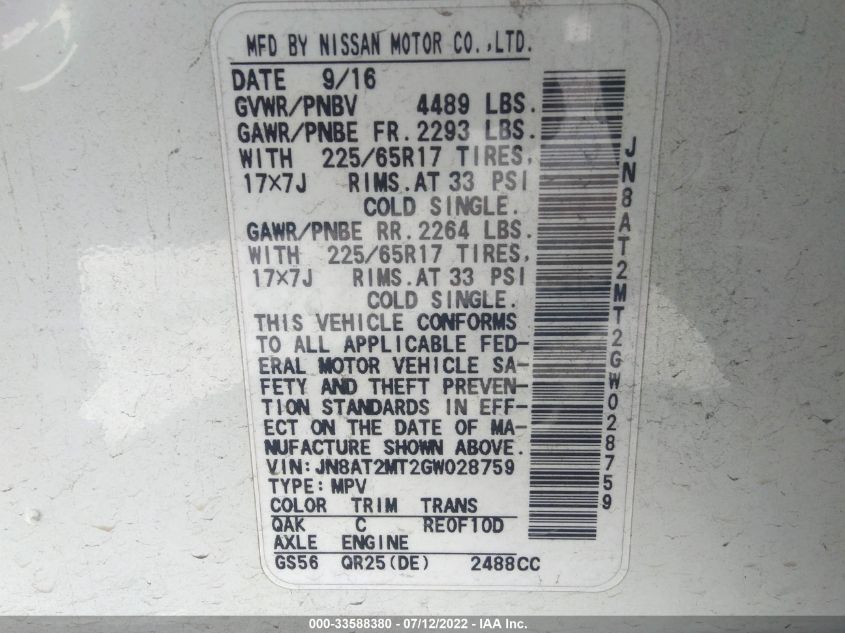 MFD BY NISSAN MOTOR CO.,LTD.
DATE 9/16
GVWR/PNBV 4489 LBS.
GAWR/PNBE FR. 2293 LBS.
WITH 225/65R17 TIRES,
17×7J RIMS.AT 33 PSI
COLD SINGLE.
GAWR/PNBE RR. 2264 LBS.
WITH 225/65R17 TIRES,
17×7J RIMS.AT 33 PSI
COLD SINGLE.
THIS VEHICLE CONFORMS
TO ALL APPLICABLE FED-
ERAL MOTOR VEHICLE SA-
FETY AND THEFT PREVEN-
TION STANDARDS IN EFF-
ECT ON THE DATE OF MA-
NUFACTURE SHOWN ABOVE.
VIN:JN8AT2MT2GW028759
TYPE:MPV
COLOR TRIM TRANS
QAK C RE0F10D
AXLE ENGINE
GS56 QR25(DE) 2488CC
JN8AT2MT2GW028759
000-33588380 - 07/12/2022 - IAA Inc.